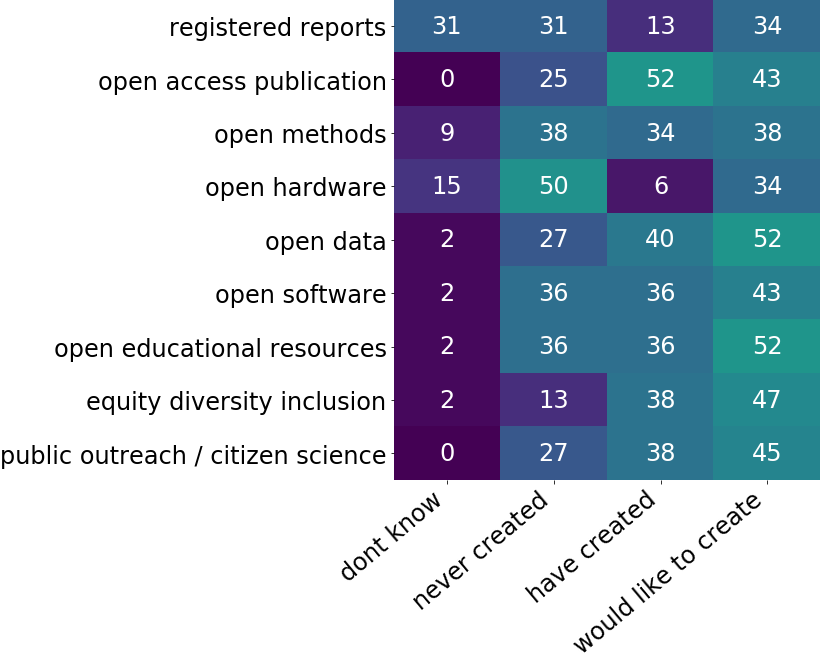 registered reports 31 31 13 34
open access publication 0 25 52 43
open methods 9 38 34 38
open hardware 15 50 6 34
open data 2 27 40 52
open software 2 36 36 43
open educational resources 2 36 36 52
equity diversity inclusion 2 13 38 47
public outreach / citizen science 0 27 38 45
dont know
never created
have created
would like to create